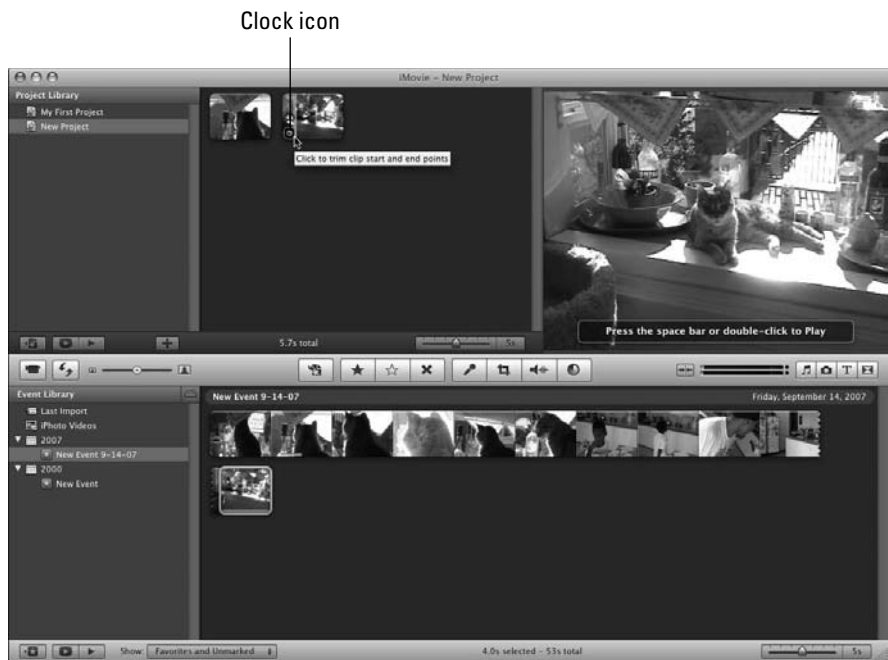 Clock icon
iMovie – New Project
Project Library
My First Project
New Project
Click to trim clip start and end points
Press the space bar or double-click to Play
5.7s total
5s
Event Library
New Event 9-14-07
Friday, September 14, 2007
Last Import
iPhoto Videos
2007
New Event 9-14-07
2000
New Event
T
Show: Favorites and Unmarked
4.0s selected – 53s total
5s